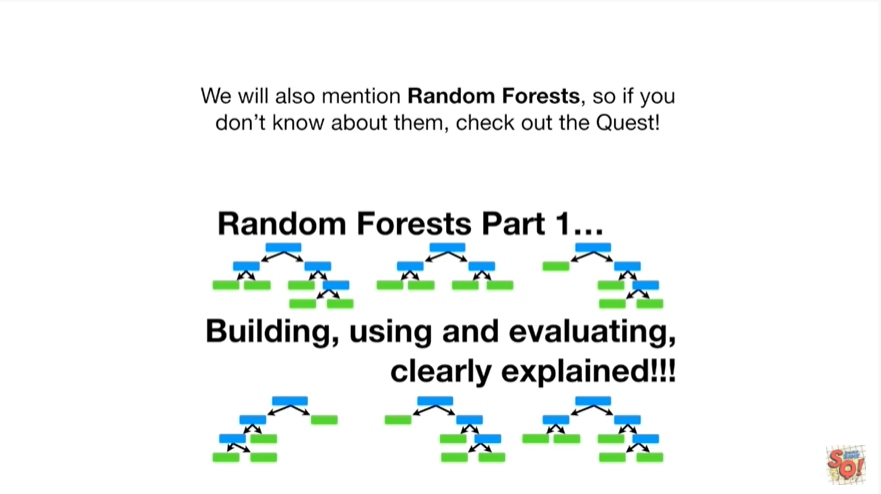 We will also mention Random Forests, so if you
don't know about them, check out the Quest!
Random Forests Part 1...
Building, using and evaluating,
clearly explained!!!
SO!